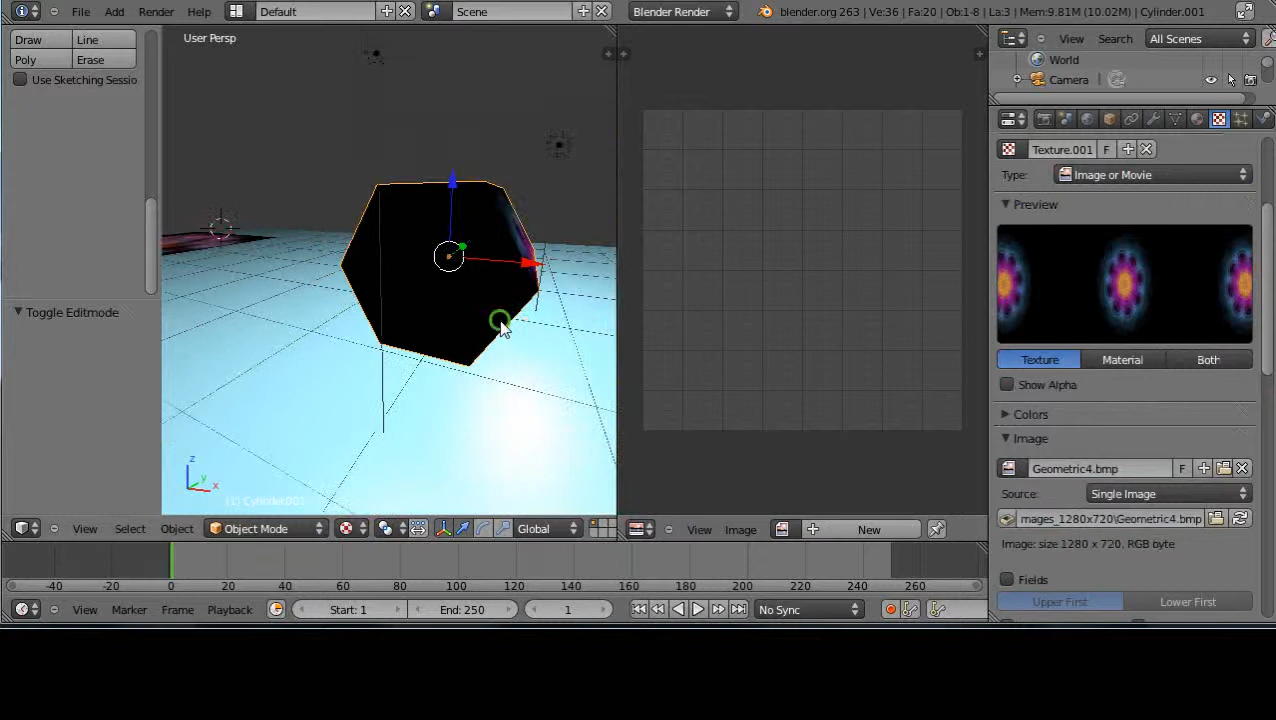 File Add Render Help Default Scene Blender Render blender.org 263 | Ve:36 | Fa:20 | Ob:1-8 | La:3 | Mem:9.81M (10.02M) | Cylinder.001
Draw Line
Poly Erase
Use Sketching Sessio
Toggle Editmode
User Persp
z
y
x
(1) Cylinder.001
View Select Object Object Mode Global
View Image New
View Search All Scenes
World
Camera
Texture.001 F
Type: Image or Movie
Preview
Texture Material Both
Show Alpha
Colors
Image
Geometric4.bmp F
Source: Single Image
mages_1280x720\Geometric4.bmp
Image: size 1280 x 720, RGB byte
Fields
Upper First Lower First
-40 -20 0 20 40 60 80 100 120 140 160 180 200 220 240 260
View Marker Frame Playback Start: 1 End: 250 1 No Sync